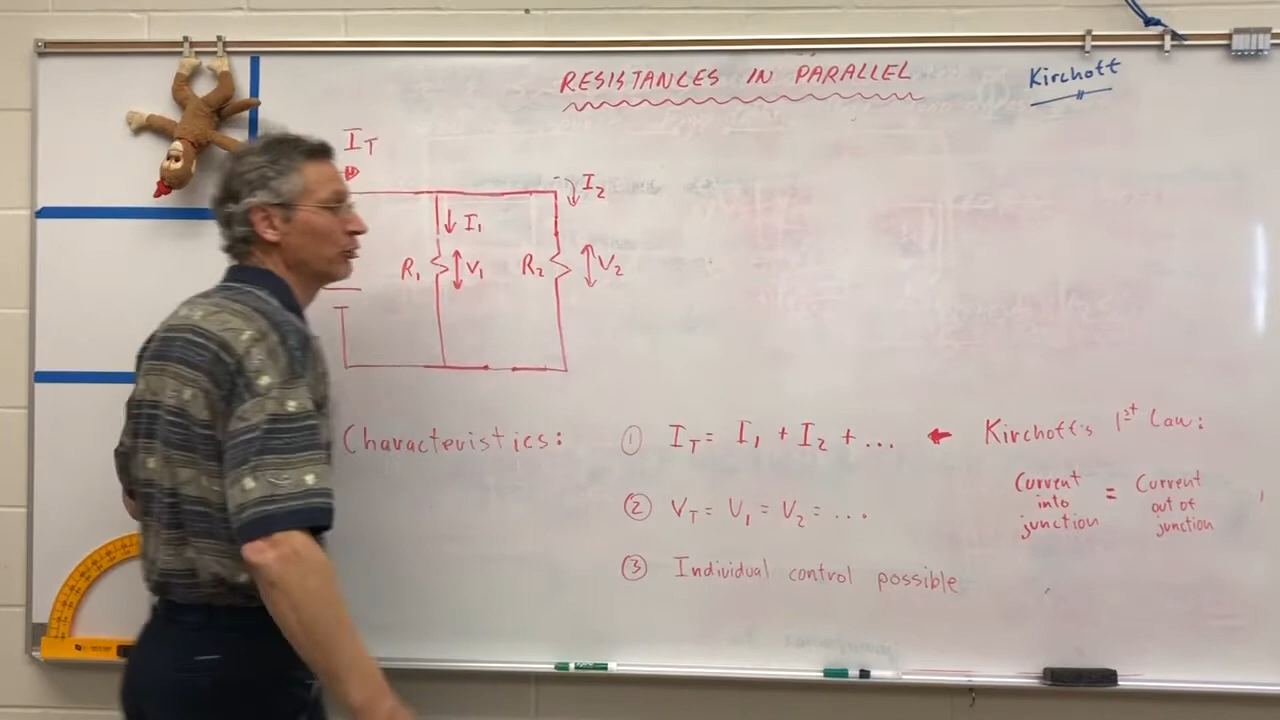 RESISTANCES IN PARALLEL
Kirchoff
I_T
I_2
I_1
R_1 V_1 R_2 V_2
Characteristics: ① I_T = I_1 + I_2 + ... ← Kirchoff's 1st Law:
② V_T = V_1 = V_2 = ...
Current into junction = Current out of junction
③ Individual control possible